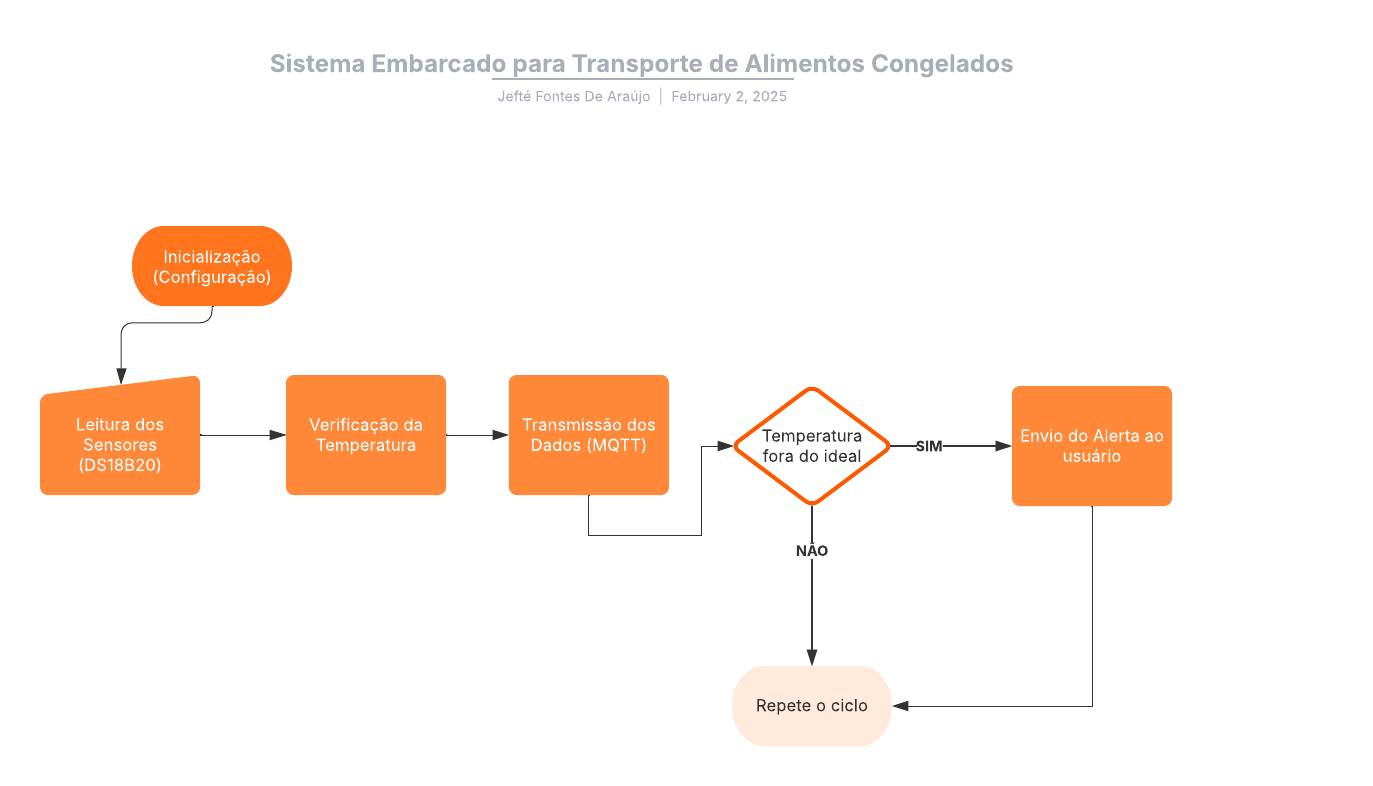 Sistema Embarcado para Transporte de Alimentos Congelados
Jefté Fontes De Araújo | February 2, 2025
Inicialização
(Configuração)
Leitura dos
Sensores
(DS18B20)
Verificação da
Temperatura
Transmissão dos
Dados (MQTT)
Temperatura
fora do ideal
SIM
Envio do Alerta ao
usuário
NÃO
Repete o ciclo